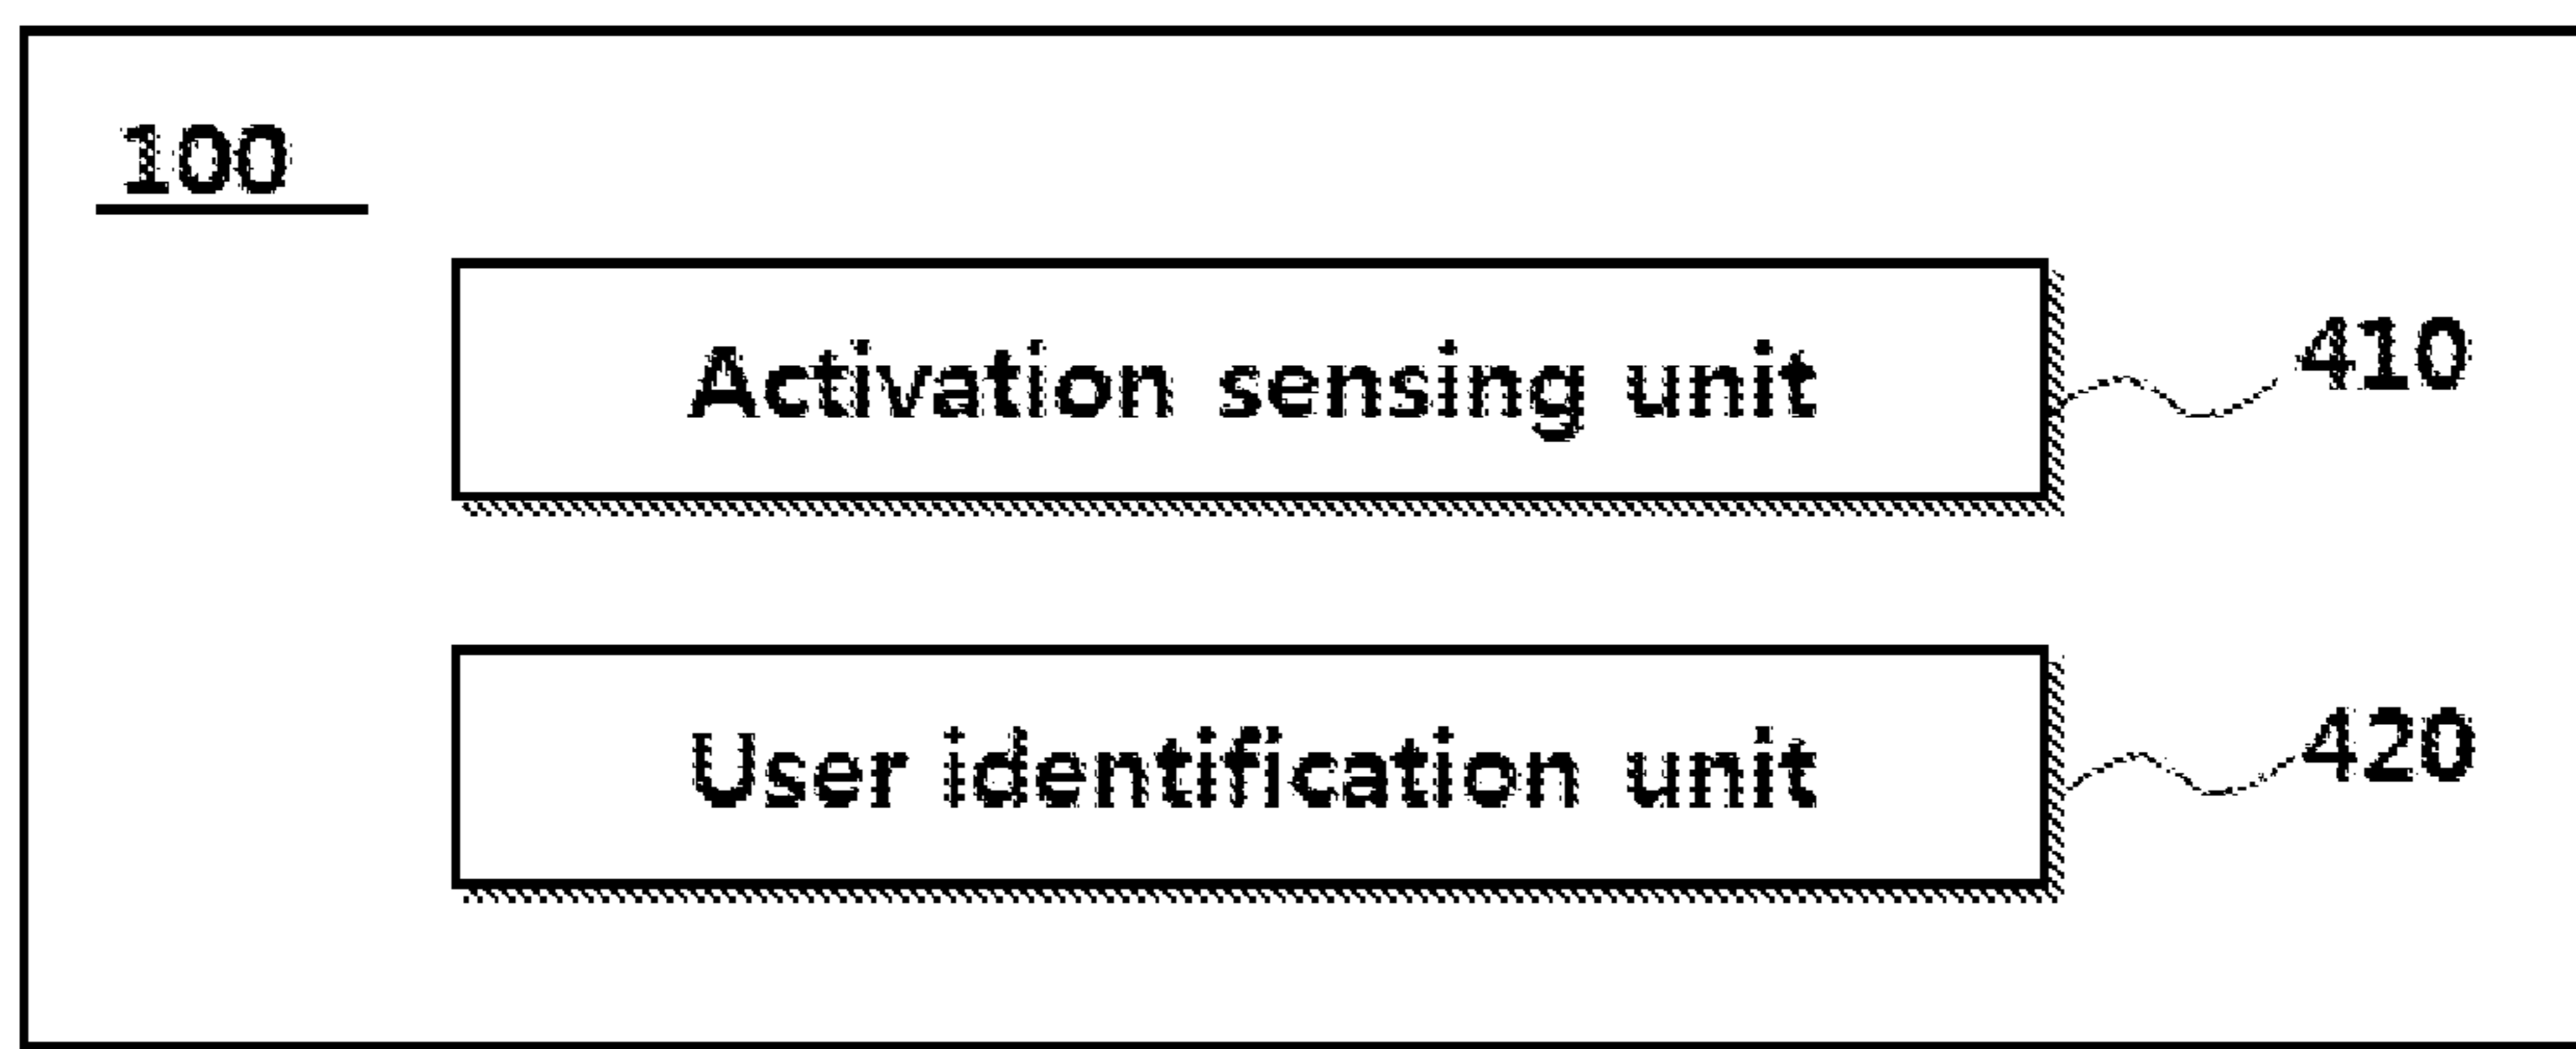 100
Activation sensing unit
410
User identification unit
420